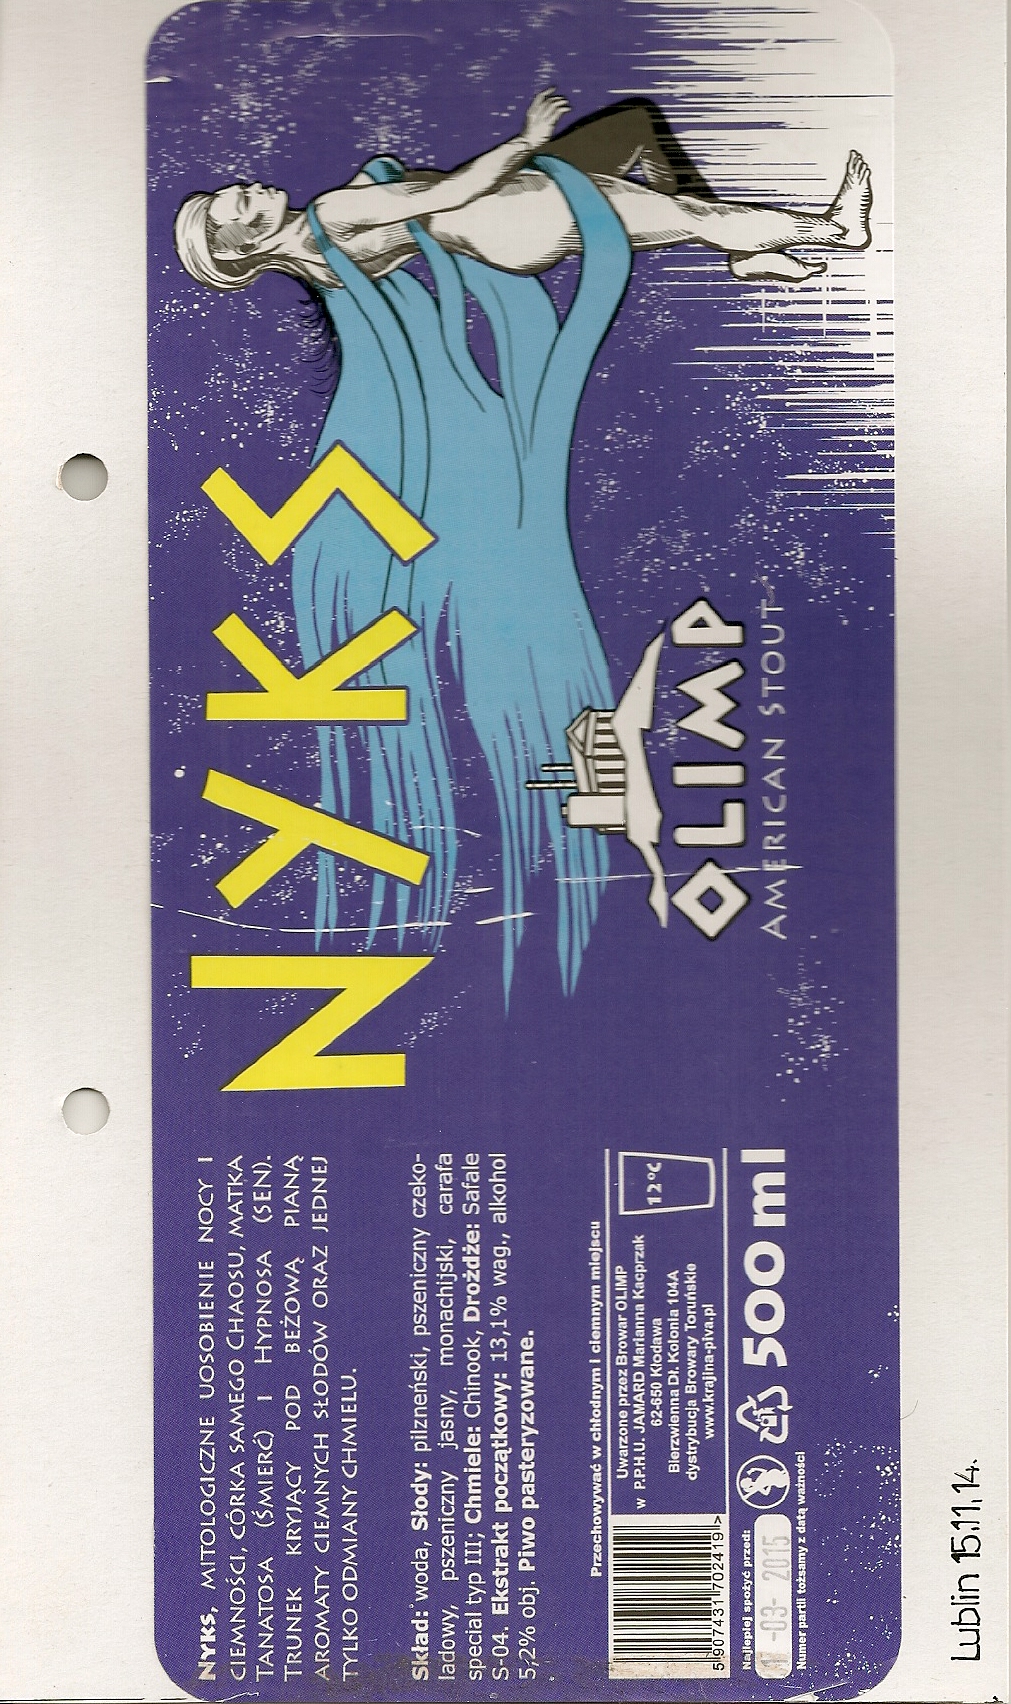 NYKS, MITOLOGICZNE UOSOBIENIE NOCY I
CIEMNOŚCI, CÓRKA SAMEGO CHAOSU, MATKA
TANATOSA (ŚMIERĆ) I HYPNOSA (SEN).
TRUNEK KRYJĄCY POD BEŻOWĄ PIANĄ
AROMATY CIEMNYCH SŁODÓW ORAZ JEDNEJ
TYLKO ODMIANY CHMIELU.
Skład: woda, Słody: pilzneński, pszeniczny czeko-
ladowy, pszeniczny jasny, monachijski, carafa
special typ III; Chmiele: Chinook, Drożdże: Safale
S-04. Ekstrakt początkowy: 13,1% wag., alkohol
5,2% obj. Piwo pasteryzowane.
Przechowywać w chłodnym i ciemnym miejscu
Uwarzone przez Browar OLIMP
w P.P.H.U. JAMARD Marianna Kacprzak
62-650 Kłodawa
Bierzwienna Dł. Kolonia 104A
dystrybucja Browary Toruńskie
www.krajina-piva.pl
12°C
5 907431 702419 >
Najlepiej spożyć przed:
-03- 2015
Numer partii tożsamy z datą ważności
500 ml
NYKS
OLIMP
AMERICAN STOUT
Lublin 15.11.14.